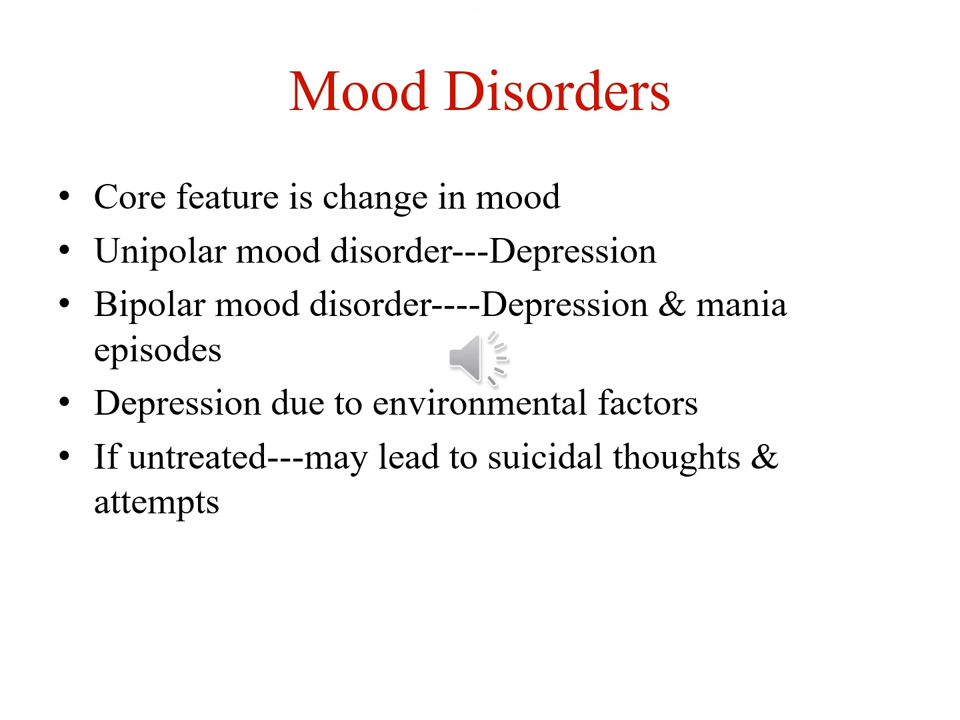 Mood Disorders
• Core feature is change in mood
• Unipolar mood disorder---Depression
• Bipolar mood disorder----Depression & mania
episodes
• Depression due to environmental factors
• If untreated---may lead to suicidal thoughts &
attempts